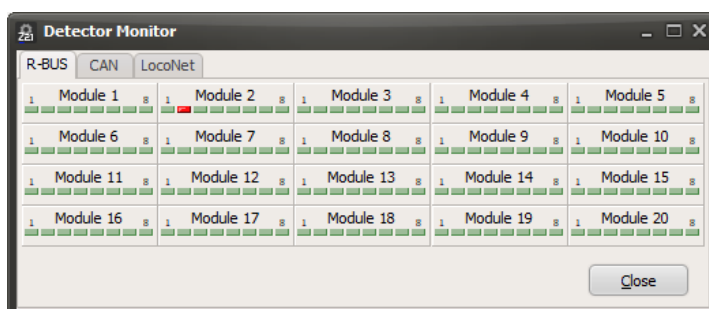 Z21 Detector Monitor
R-BUS CAN LocoNet
1 Module 1 8 1 Module 2 8 1 Module 3 8 1 Module 4 8 1 Module 5 8
1 Module 6 8 1 Module 7 8 1 Module 8 8 1 Module 9 8 1 Module 10 8
1 Module 11 8 1 Module 12 8 1 Module 13 8 1 Module 14 8 1 Module 15 8
1 Module 16 8 1 Module 17 8 1 Module 18 8 1 Module 19 8 1 Module 20 8
Close